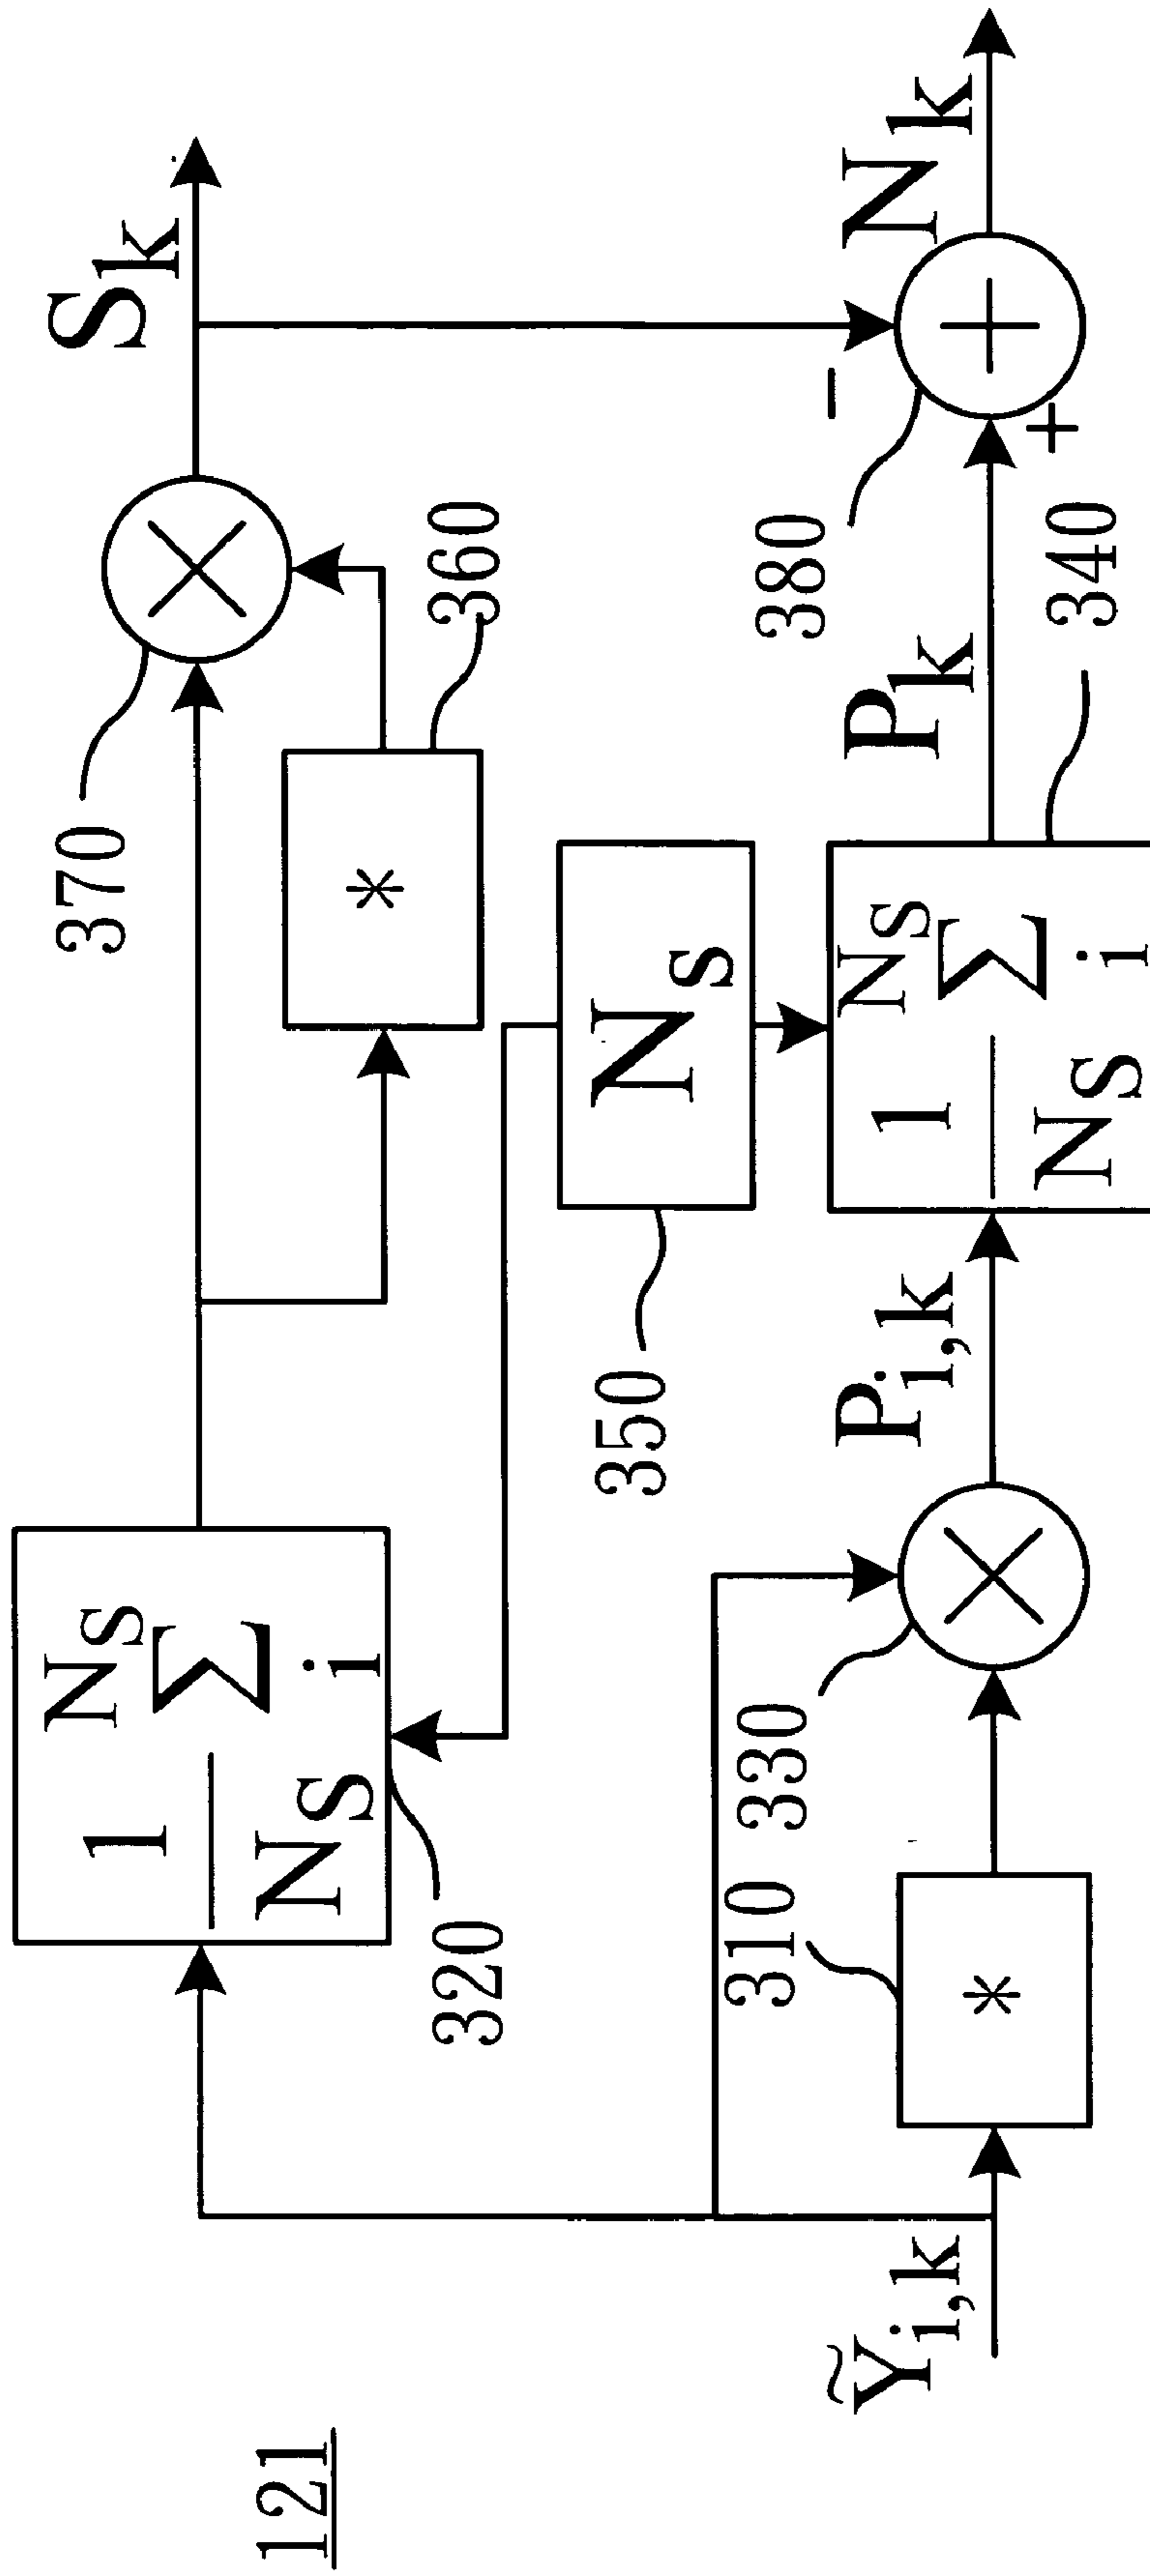 121
Ỹi,k
1/NS NS Σ i
320
370
Sk
*
360
NS
350
310
*
330
×
×
Pi,k
1/NS NS Σ i
340
Pk
380
-
+
+
Nk